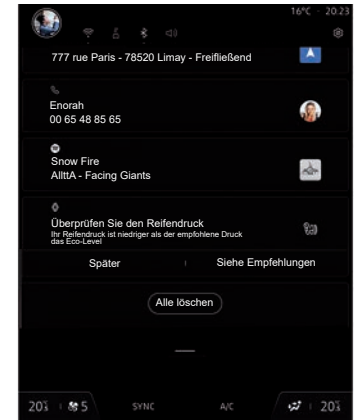 16°C - 20.23
777 rue Paris - 78520 Limay - Freifließend
Enorah
00 65 48 85 65
Snow Fire
AllttA - Facing Giants
Überprüfen Sie den Reifendruck
Ihr Reifendruck ist niedriger als der empfohlene Druck
das Eco-Level
Später
Siehe Empfehlungen
Alle löschen
20 5 SYNC A/C 20